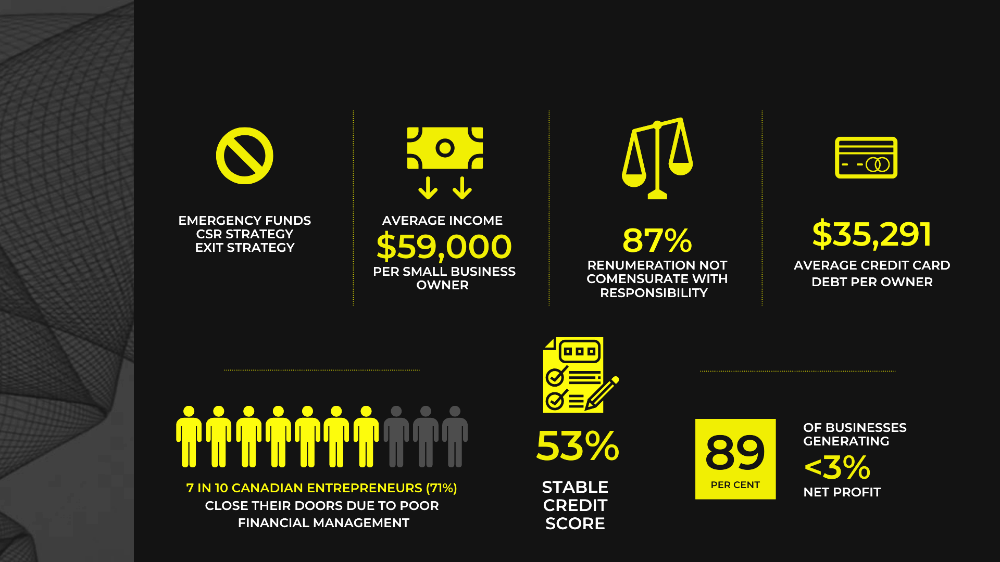 EMERGENCY FUNDS
CSR STRATEGY
EXIT STRATEGY
AVERAGE INCOME
$59,000
PER SMALL BUSINESS
OWNER
87%
RENUMERATION NOT
COMENSURATE WITH
RESPONSIBILITY
$35,291
AVERAGE CREDIT CARD
DEBT PER OWNER
7 IN 10 CANADIAN ENTREPRENEURS (71%)
CLOSE THEIR DOORS DUE TO POOR
FINANCIAL MANAGEMENT
53%
STABLE
CREDIT
SCORE
89
PER CENT
OF BUSINESSES
GENERATING
<3%
NET PROFIT